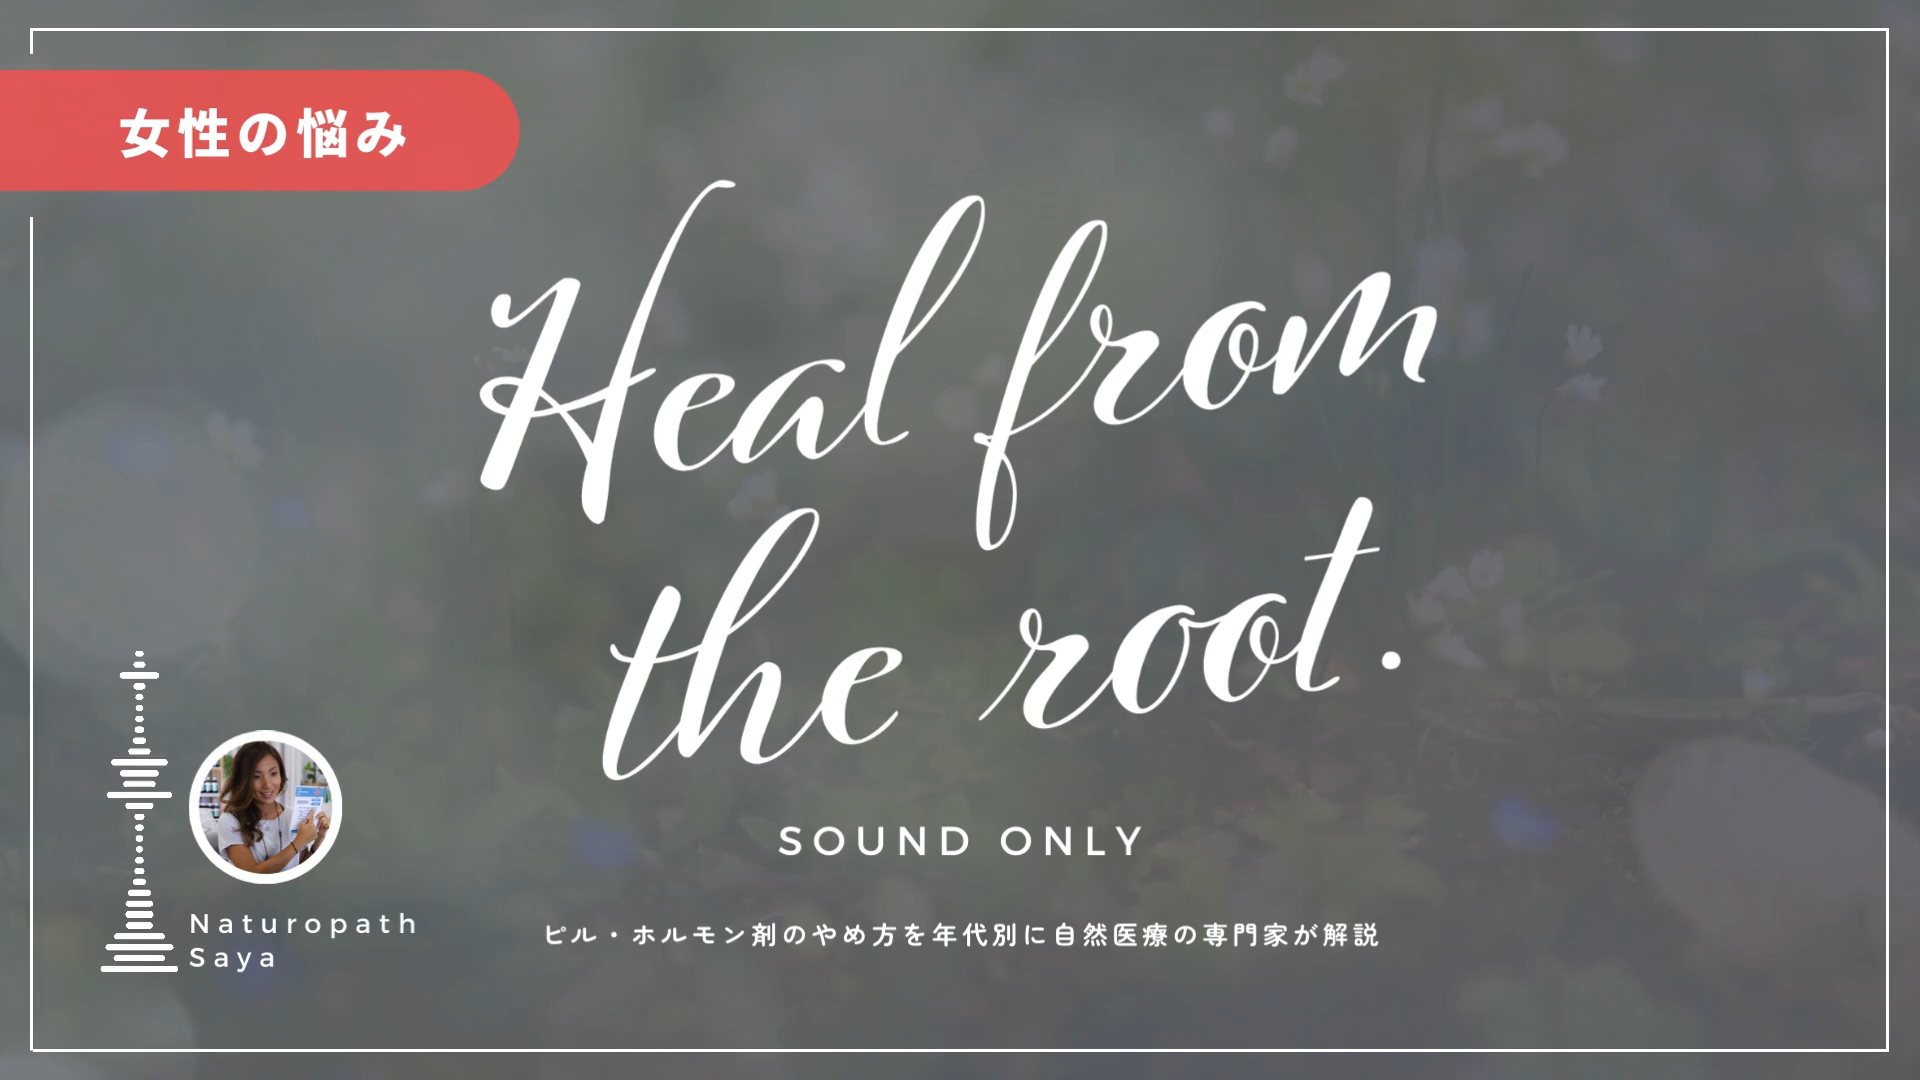 女性の悩み
Heal from
the root.
SOUND ONLY
Naturopath
Saya
ピル・ホルモン剤のやめ方を年代別に自然医療の専門家が解説